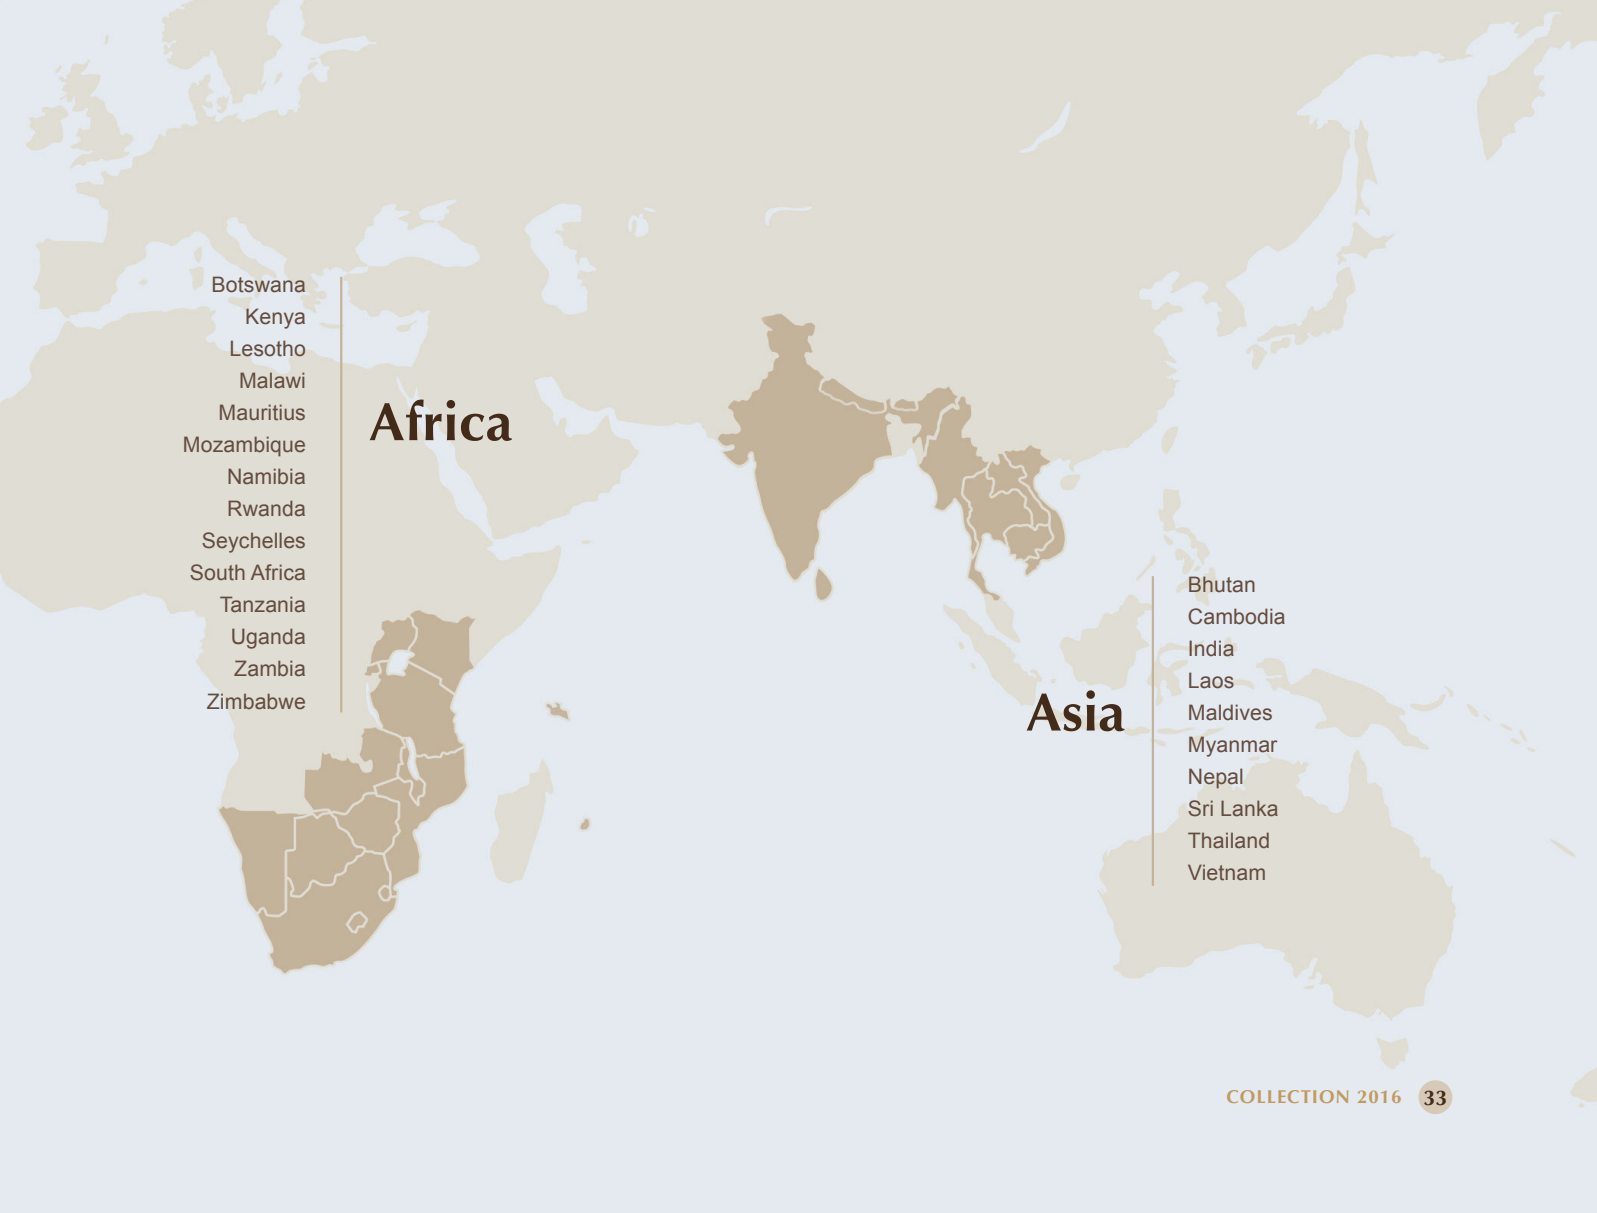 Botswana
Kenya
Lesotho
Malawi
Mauritius
Mozambique
Namibia
Rwanda
Seychelles
South Africa
Tanzania
Uganda
Zambia
Zimbabwe
Africa
Asia
Bhutan
Cambodia
India
Laos
Maldives
Myanmar
Nepal
Sri Lanka
Thailand
Vietnam
COLLECTION 2016 33